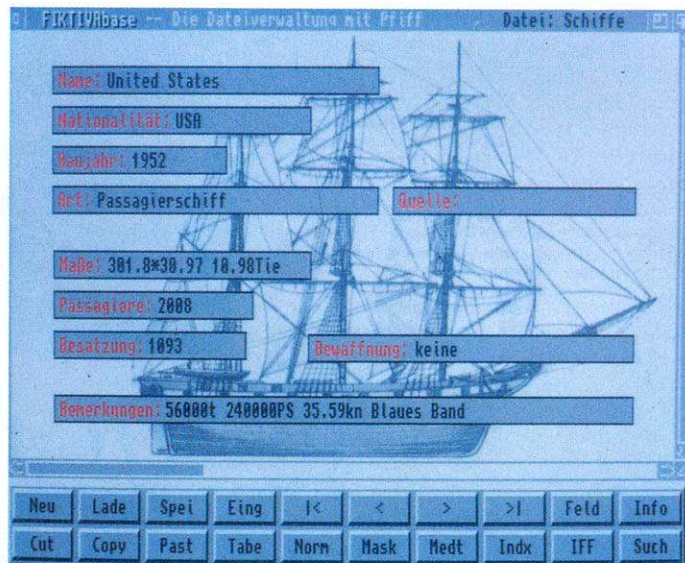 FIKTIVAbase -- Die Dateiverwaltung mit Pfiff Datei: Schiffe
Name: United States
Nationalität: USA
Baujahr: 1952
Art: Passagierschiff Quelle:
Maße: 301.8*30.97 10.98Tie
Passagiere: 2008
Besatzung: 1093 Bewaffnung: keine
Bemerkungen: 56000t 240000PS 35.59kn Blaues Band
Neu Lade Spei Eing |< < > >| Feld Info
Cut Copy Past Tabe Norm Mask Medt Indx IFF Such